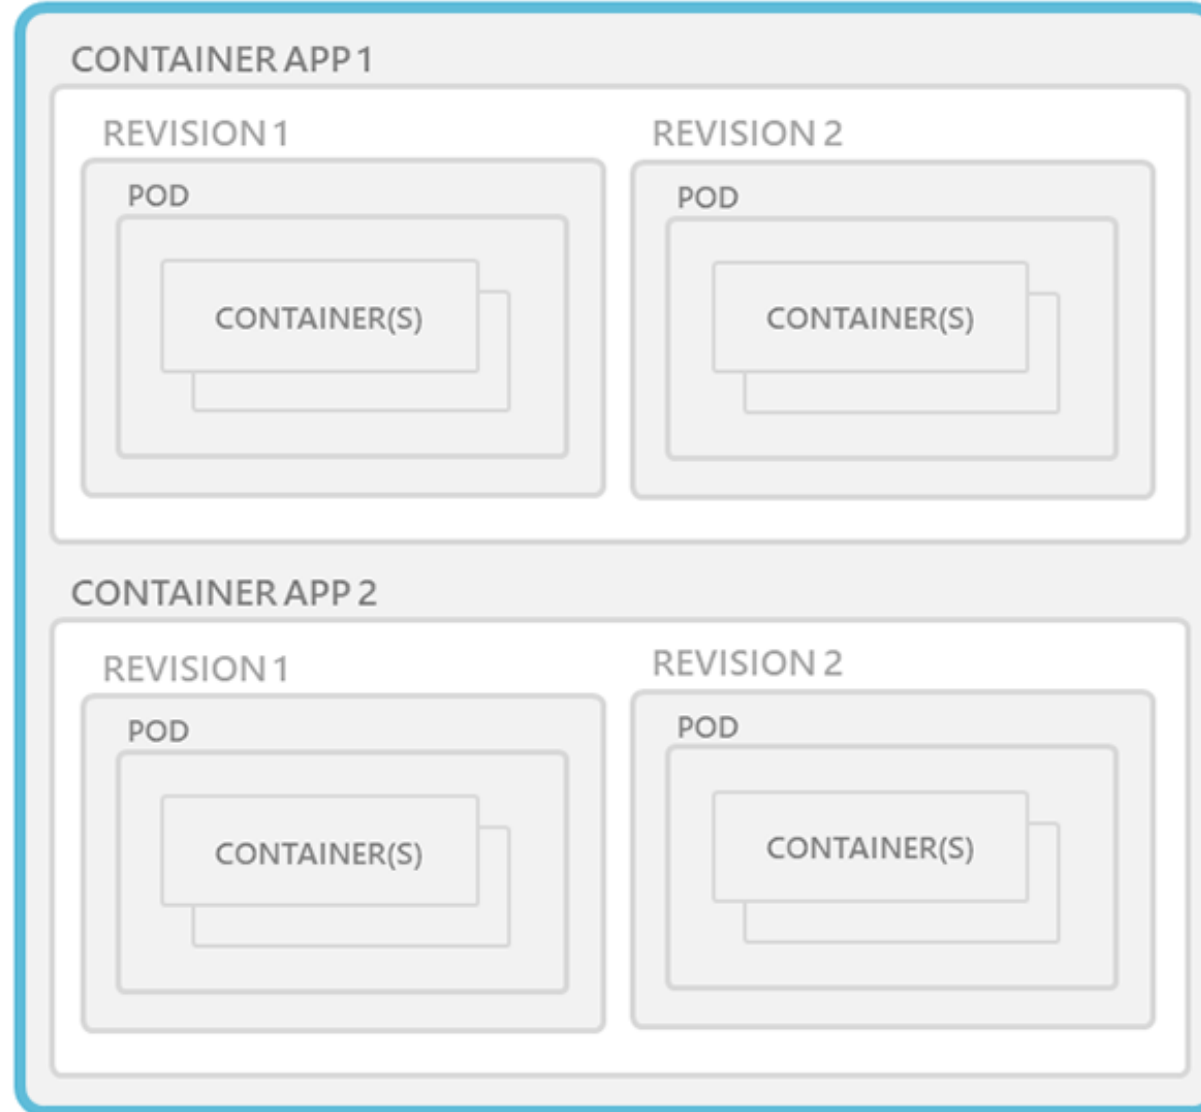 CONTAINER APP 1
REVISION 1
REVISION 2
POD
POD
CONTAINER(S)
CONTAINER(S)
CONTAINER APP 2
REVISION 1
REVISION 2
POD
POD
CONTAINER(S)
CONTAINER(S)